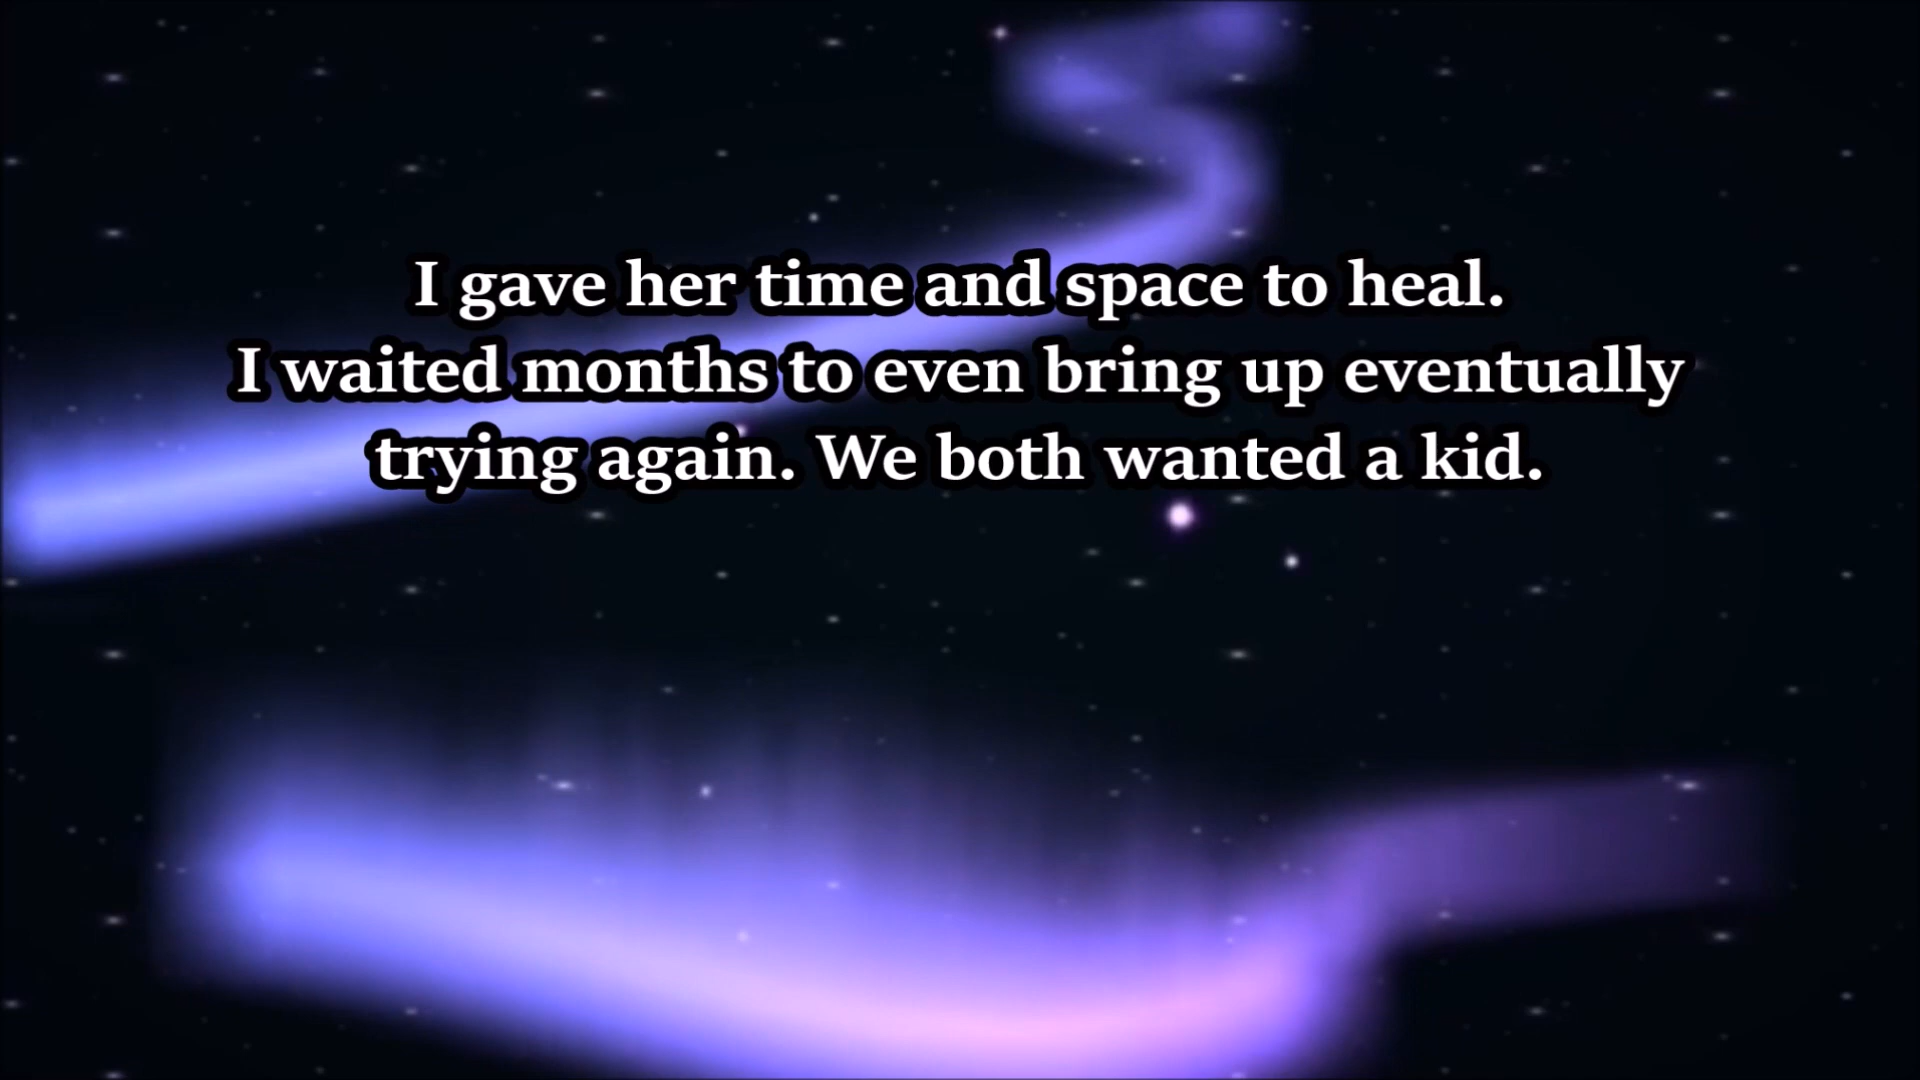 I gave her time and space to heal.
I waited months to even bring up eventually
trying again. We both wanted a kid.